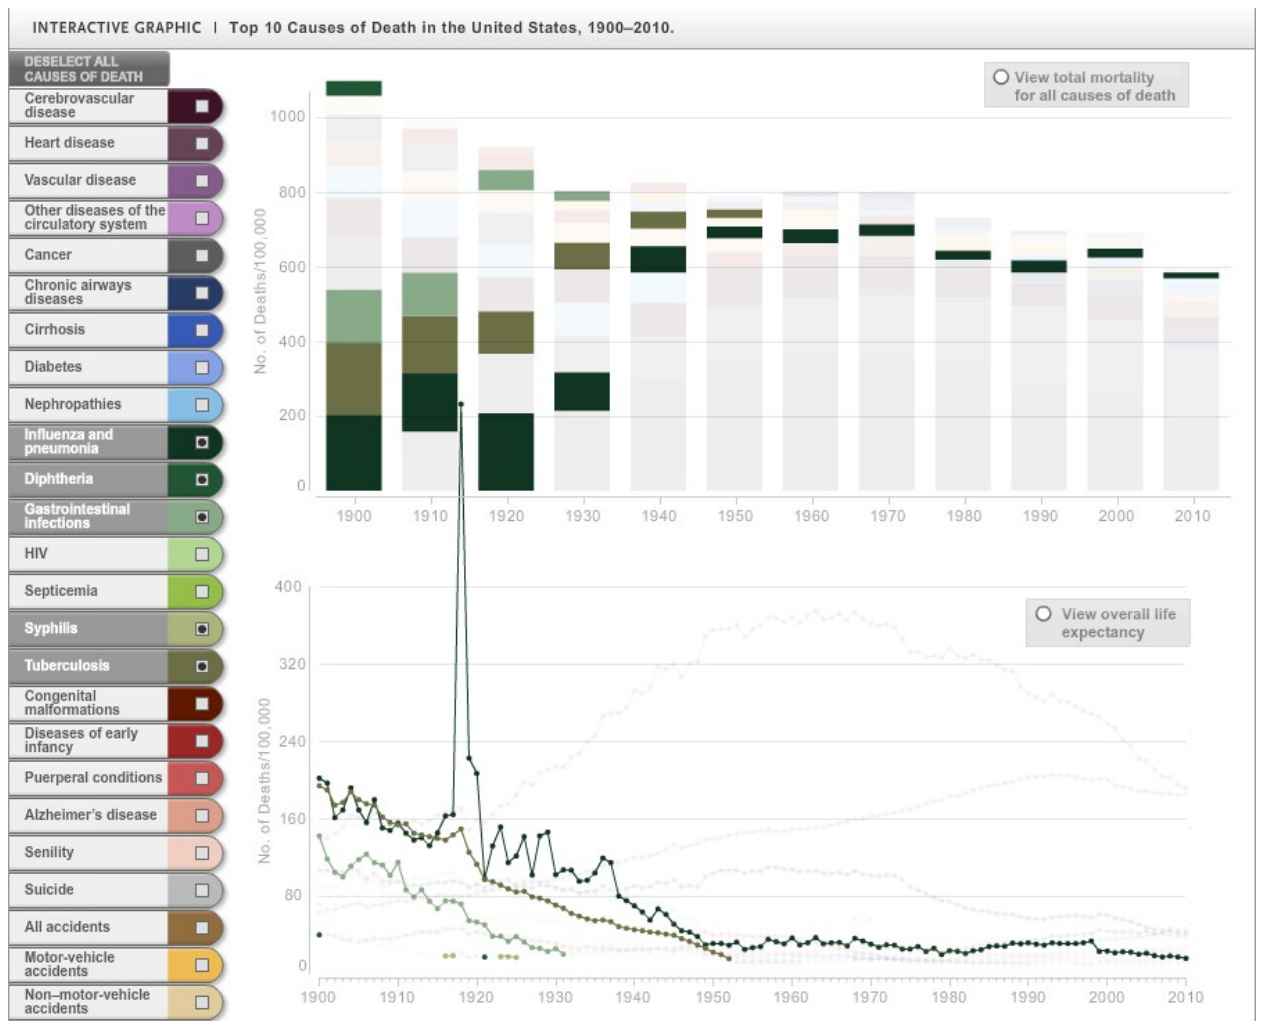 INTERACTIVE GRAPHIC | Top 10 Causes of Death in the United States, 1900–2010.
DESELECT ALL
CAUSES OF DEATH
Cerebrovascular
disease
Heart disease
Vascular disease
Other diseases of the
circulatory system
Cancer
Chronic airways
diseases
Cirrhosis
Diabetes
Nephropathies
Influenza and
pneumonia
Diphtheria
Gastrointestinal
infections
HIV
Septicemia
Syphilis
Tuberculosis
Congenital
malformations
Diseases of early
infancy
Puerperal conditions
Alzheimer's disease
Senility
Suicide
All accidents
Motor-vehicle
accidents
Non–motor-vehicle
accidents
View total mortality
for all causes of death
No. of Deaths/100,000
1000
800
600
400
200
0
1900 1910 1920 1930 1940 1950 1960 1970 1980 1990 2000 2010
View overall life
expectancy
No. of Deaths/100,000
400
320
240
160
80
0
1900 1910 1920 1930 1940 1950 1960 1970 1980 1990 2000 2010